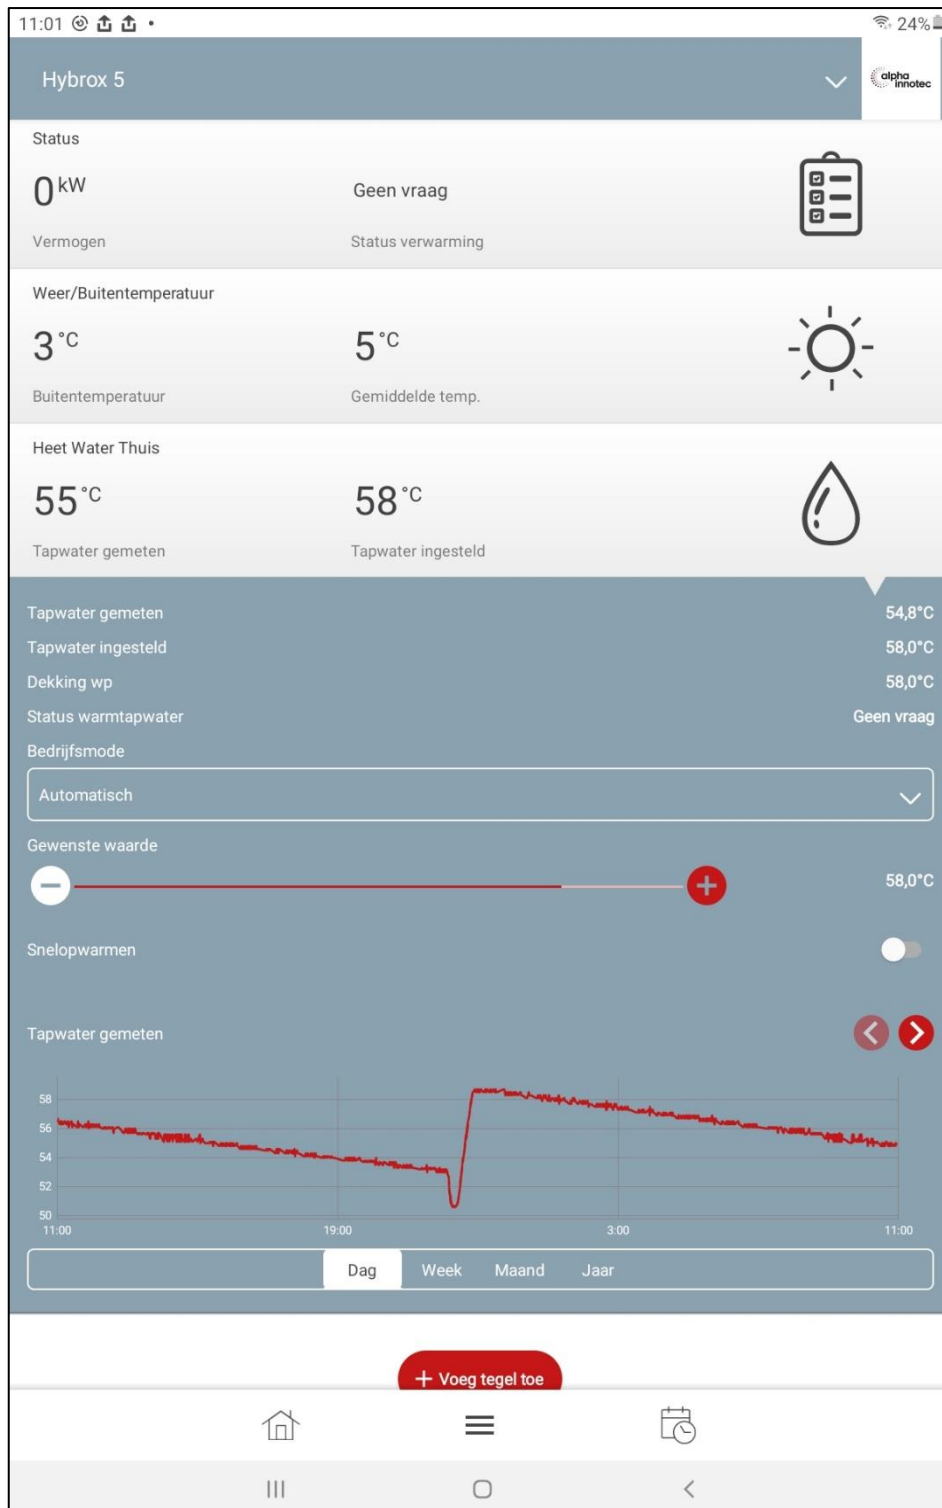 11:01
24%
Hybrox 5
alpha
innotec
Status
0 kW
Geen vraag
Vermogen
Status verwarming
Weer/Buitentemperatuur
3 °C
5 °C
Buitentemperatuur
Gemiddelde temp.
Heet Water Thuis
55 °C
58 °C
Tapwater gemeten
Tapwater ingesteld
Tapwater gemeten 54,8°C
Tapwater ingesteld 58,0°C
Dekking wp 58,0°C
Status warmtapwater Geen vraag
Bedrijfsmode
Automatisch
Gewenste waarde
58,0°C
Snelopwarmen
Tapwater gemeten
58
56
54
52
50
11:00 19:00 3:00 11:00
Dag Week Maand Jaar
+ Voeg tegel toe